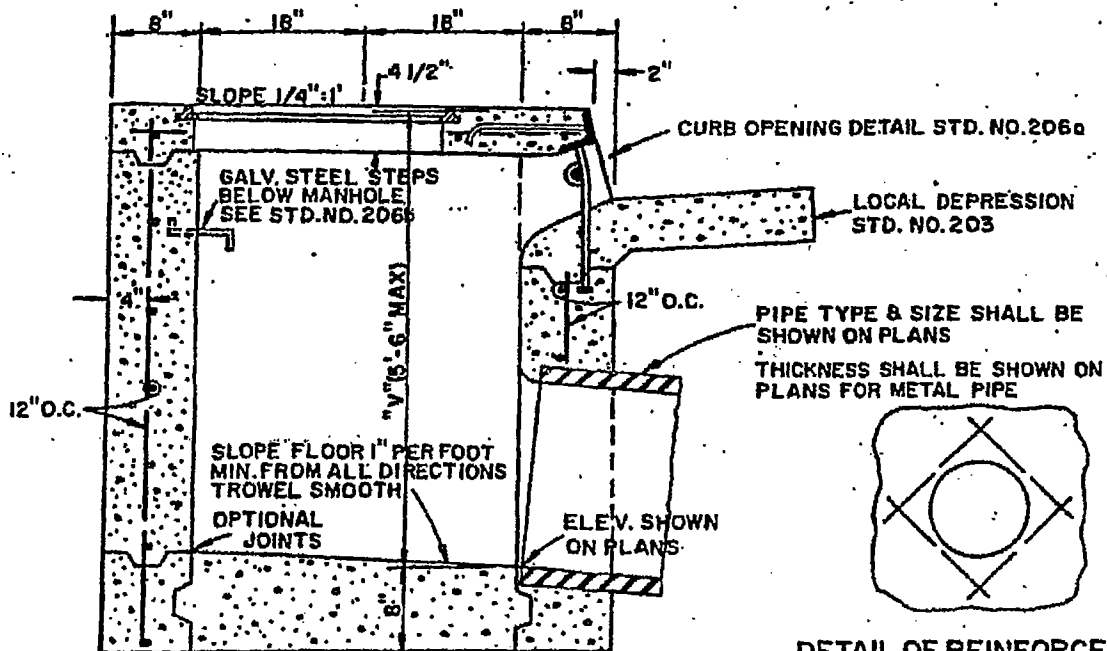 8" 18" 18" 8"
4 1/2"
2"
SLOPE 1/4":1'
CURB OPENING DETAIL STD. NO.206a
GALV. STEEL STEPS
BELOW MANHOLE
SEE STD.NO. 206b
LOCAL DEPRESSION
STD. NO.203
4"
12" O.C.
"V"(5'-6" MAX)
PIPE TYPE & SIZE SHALL BE
SHOWN ON PLANS
THICKNESS SHALL BE SHOWN ON
PLANS FOR METAL PIPE
12" O.C.
SLOPE FLOOR 1" PER FOOT
MIN. FROM ALL DIRECTIONS
TROWEL SMOOTH
OPTIONAL
JOINTS
ELEV. SHOWN
ON PLANS
8"
DETAIL OF REINFORCE